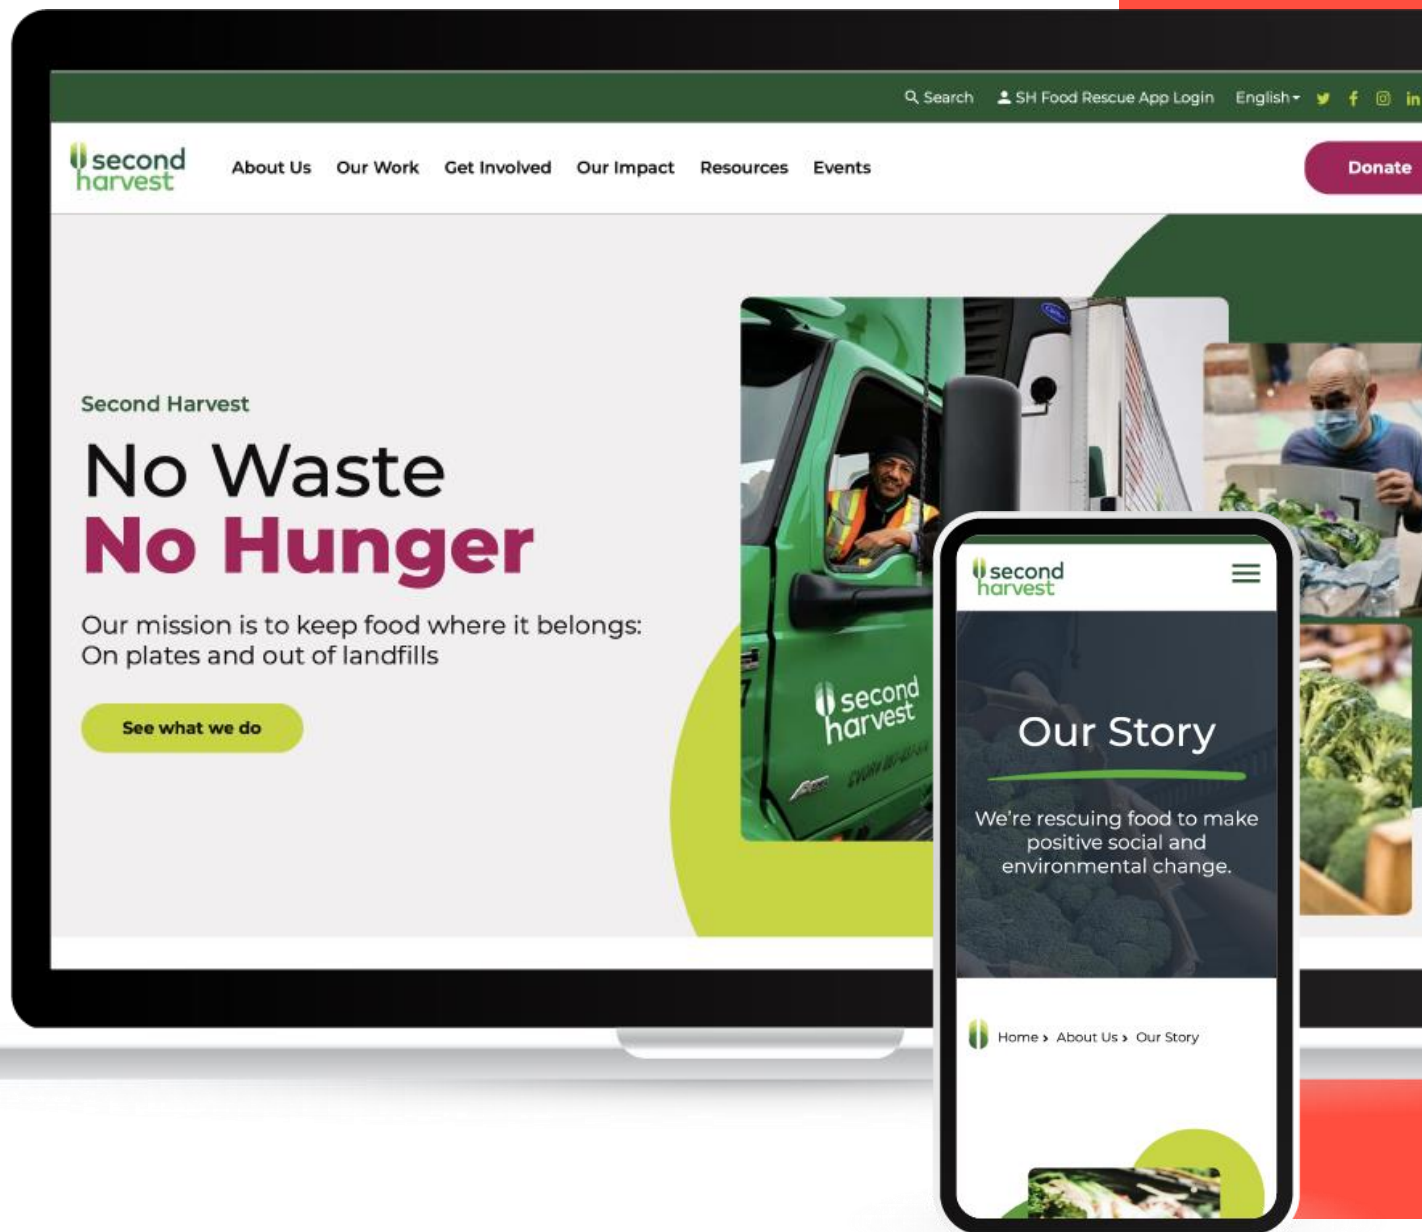 Search SH Food Rescue App Login English
second
harvest
About Us Our Work Get Involved Our Impact Resources Events
Donate
Second Harvest
No Waste
No Hunger
Our mission is to keep food where it belongs:
On plates and out of landfills
See what we do
second
harvest
second
harvest
Our Story
We're rescuing food to make
positive social and
environmental change.
Home › About Us › Our Story